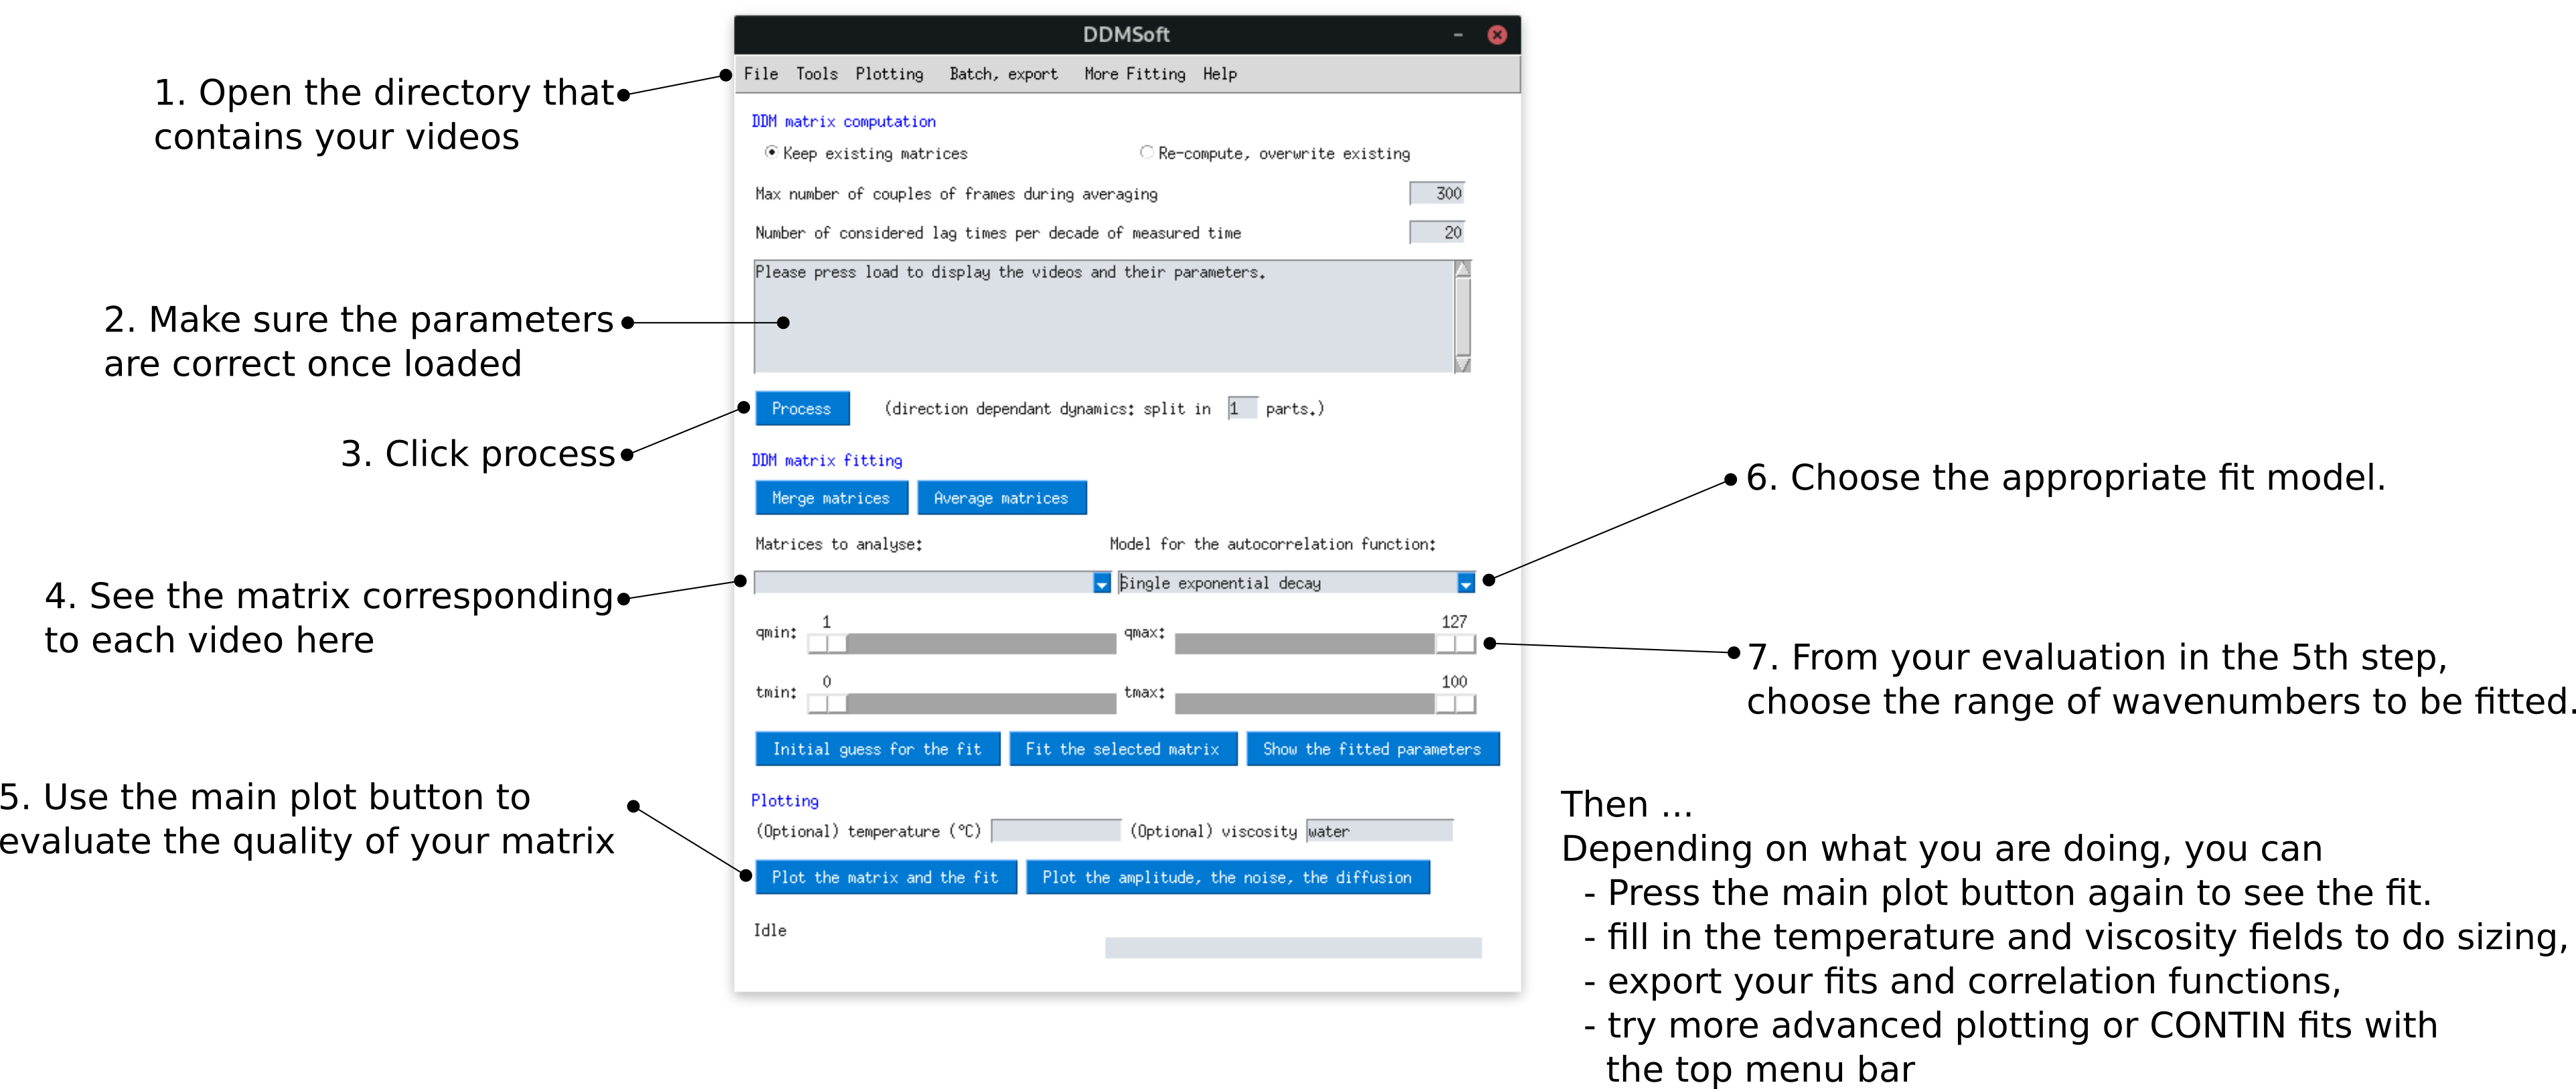 DDMSoft
File Tools Plotting Batch, export More Fitting Help
1. Open the directory that
contains your videos
DDM matrix computation
Keep existing matrices Re-compute, overwrite existing
Max number of couples of frames during averaging 300
Number of considered lag times per decade of measured time 20
Please press load to display the videos and their parameters.
2. Make sure the parameters
are correct once loaded
Process (direction dependant dynamics: split in 1 parts.)
3. Click process
DDM matrix fitting
Merge matrices Average matrices
6. Choose the appropriate fit model.
Matrices to analyse: Model for the autocorrelation function:
Single exponential decay
4. See the matrix corresponding
to each video here
qmin: 1 qmax: 127
7. From your evaluation in the 5th step,
choose the range of wavenumbers to be fitted.
tmin: 0 tmax: 100
Initial guess for the fit Fit the selected matrix Show the fitted parameters
5. Use the main plot button to
evaluate the quality of your matrix
Plotting
(Optional) temperature (°C) (Optional) viscosity water
Plot the matrix and the fit Plot the amplitude, the noise, the diffusion
Idle
Then ...
Depending on what you are doing, you can
- Press the main plot button again to see the fit.
- fill in the temperature and viscosity fields to do sizing,
- export your fits and correlation functions,
- try more advanced plotting or CONTIN fits with
the top menu bar